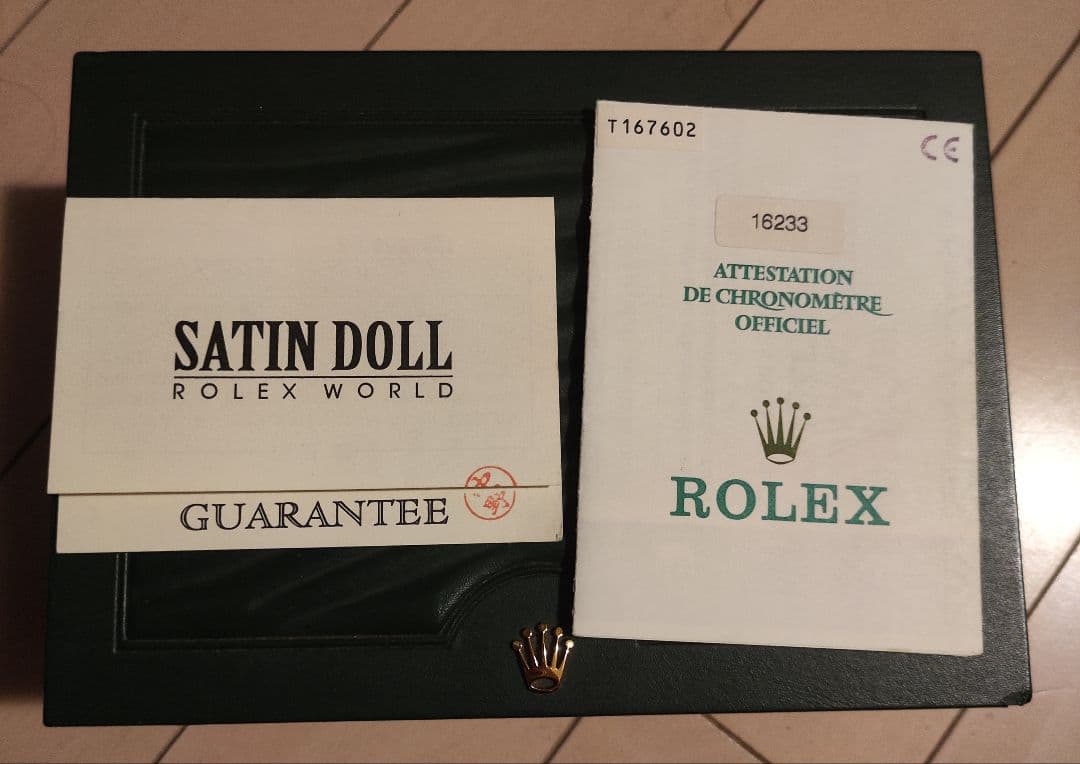 SATIN DOLL
ROLEX WORLD
GUARANTEE
T167602
CE
16233
ATTESTATION
DE CHRONOMÈTRE
OFFICIEL
ROLEX